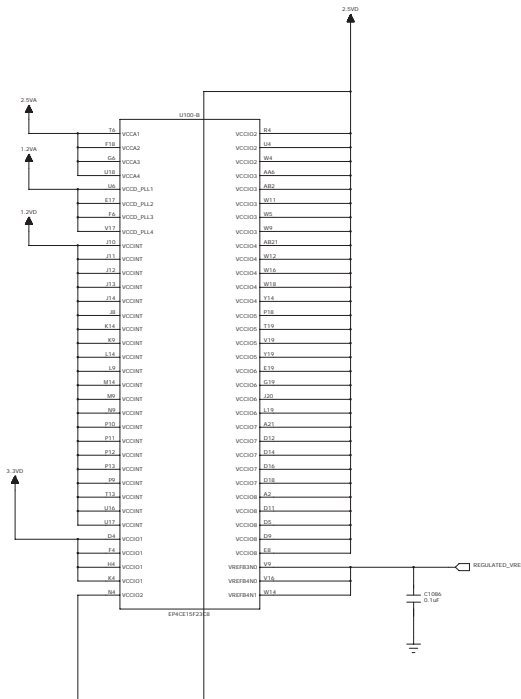 2.5VD
U100-B
2.5VA
T6 VCCA1 VCCIO2 R4
F18 VCCA2 VCCIO2 U4
1.2VA
G6 VCCA3 VCCIO2 W4
U18 VCCA4 VCCIO3 AA6
U6 VCCD_PLL1 VCCIO3 AB2
E17 VCCD_PLL2 VCCIO3 W11
1.2VD
F6 VCCD_PLL3 VCCIO3 W5
V17 VCCD_PLL4 VCCIO3 W9
J10 VCCINT VCCIO4 AB21
J11 VCCINT VCCIO4 W12
J12 VCCINT VCCIO4 W16
J13 VCCINT VCCIO4 W18
J14 VCCINT VCCIO4 Y14
J8 VCCINT VCCIO5 P18
K14 VCCINT VCCIO5 T19
K9 VCCINT VCCIO5 V19
L14 VCCINT VCCIO5 Y19
L9 VCCINT VCCIO6 E19
M14 VCCINT VCCIO6 G19
M9 VCCINT VCCIO6 J20
N9 VCCINT VCCIO6 L19
P10 VCCINT VCCIO7 A21
P11 VCCINT VCCIO7 D12
P12 VCCINT VCCIO7 D14
3.3VD
P13 VCCINT VCCIO7 D16
P9 VCCINT VCCIO7 D18
T13 VCCINT VCCIO8 A2
U16 VCCINT VCCIO8 D11
U17 VCCINT VCCIO8 D5
D4 VCCIO1 VCCIO8 D9
F4 VCCIO1 VCCIO8 E8
H4 VCCIO1 VREFB3N0 V9 REGULATED_VRE
K4 VCCIO1 VREFB4N0 V16
N4 VCCIO2 VREFB4N1 W14
C1086
0.1uF
EP4CE15F23C8